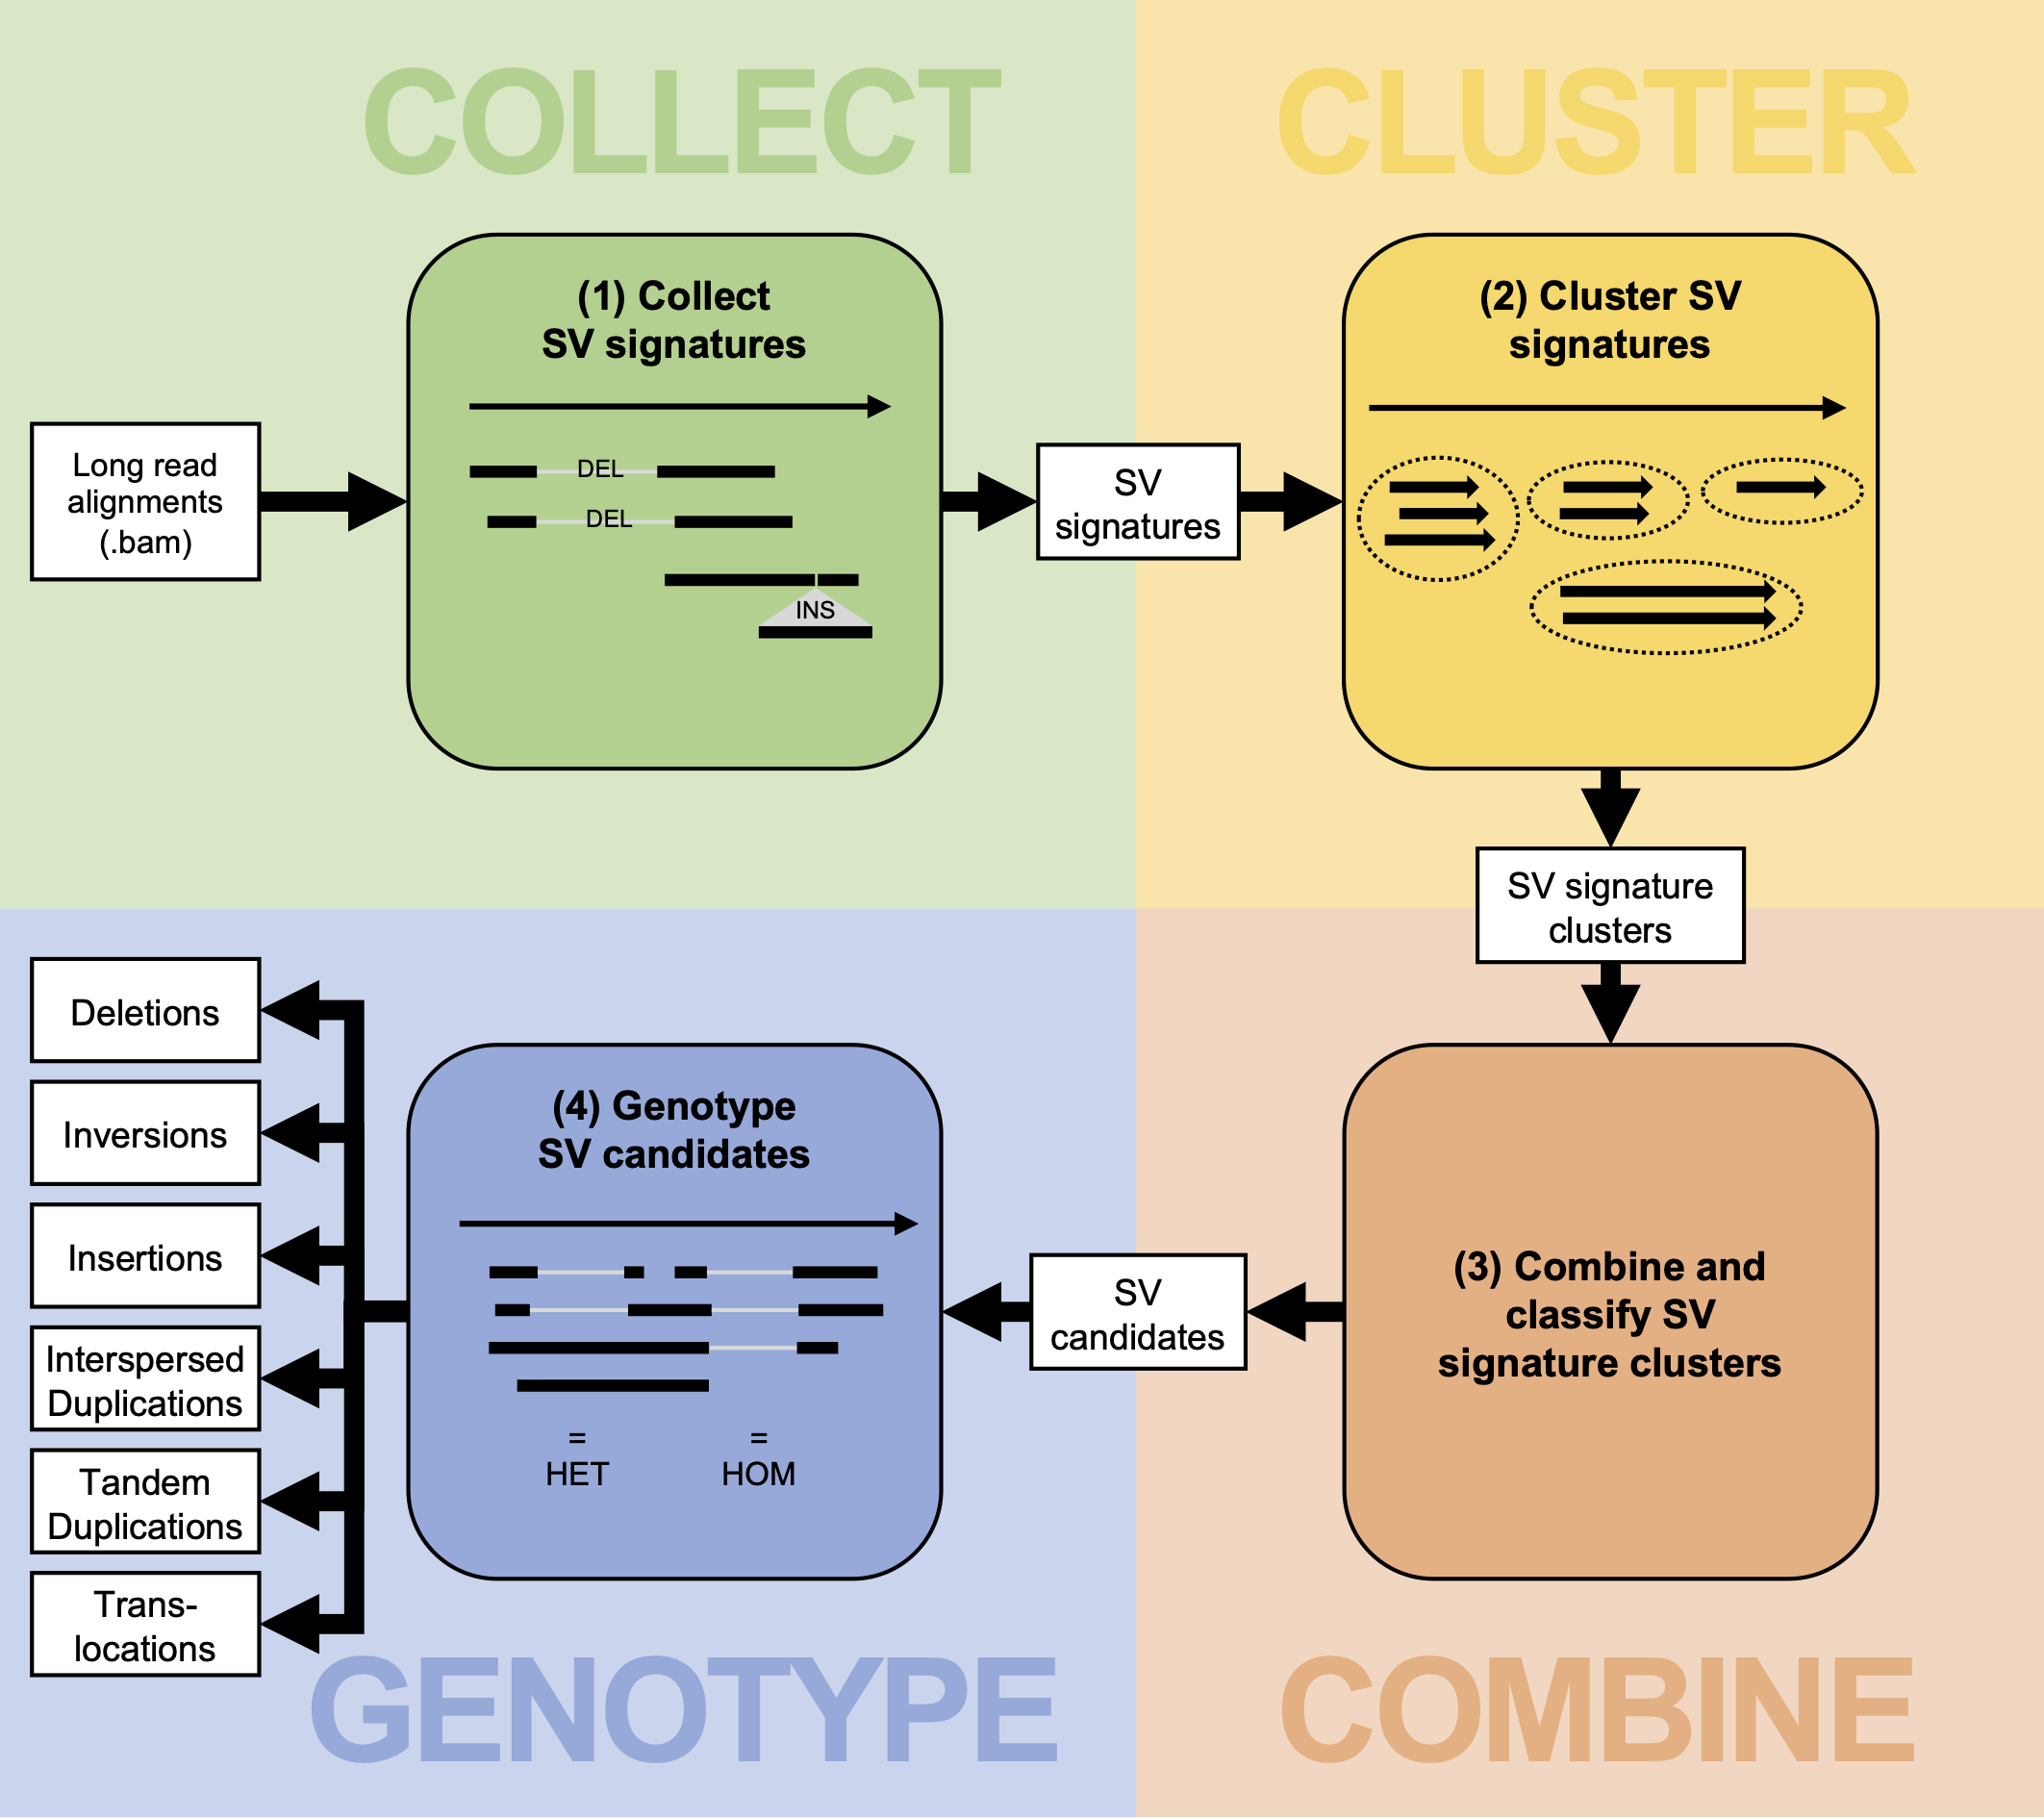 COLLECT
(1) Collect
SV signatures
Long read
alignments
(.bam)
DEL
DEL
INS
SV
signatures
CLUSTER
(2) Cluster SV
signatures
SV signature
clusters
(3) Combine and
classify SV
signature clusters
COMBINE
SV
candidates
(4) Genotype
SV candidates
=
HET
=
HOM
Deletions
Inversions
Insertions
Interspersed
Duplications
Tandem
Duplications
Trans-
locations
GENOTYPE